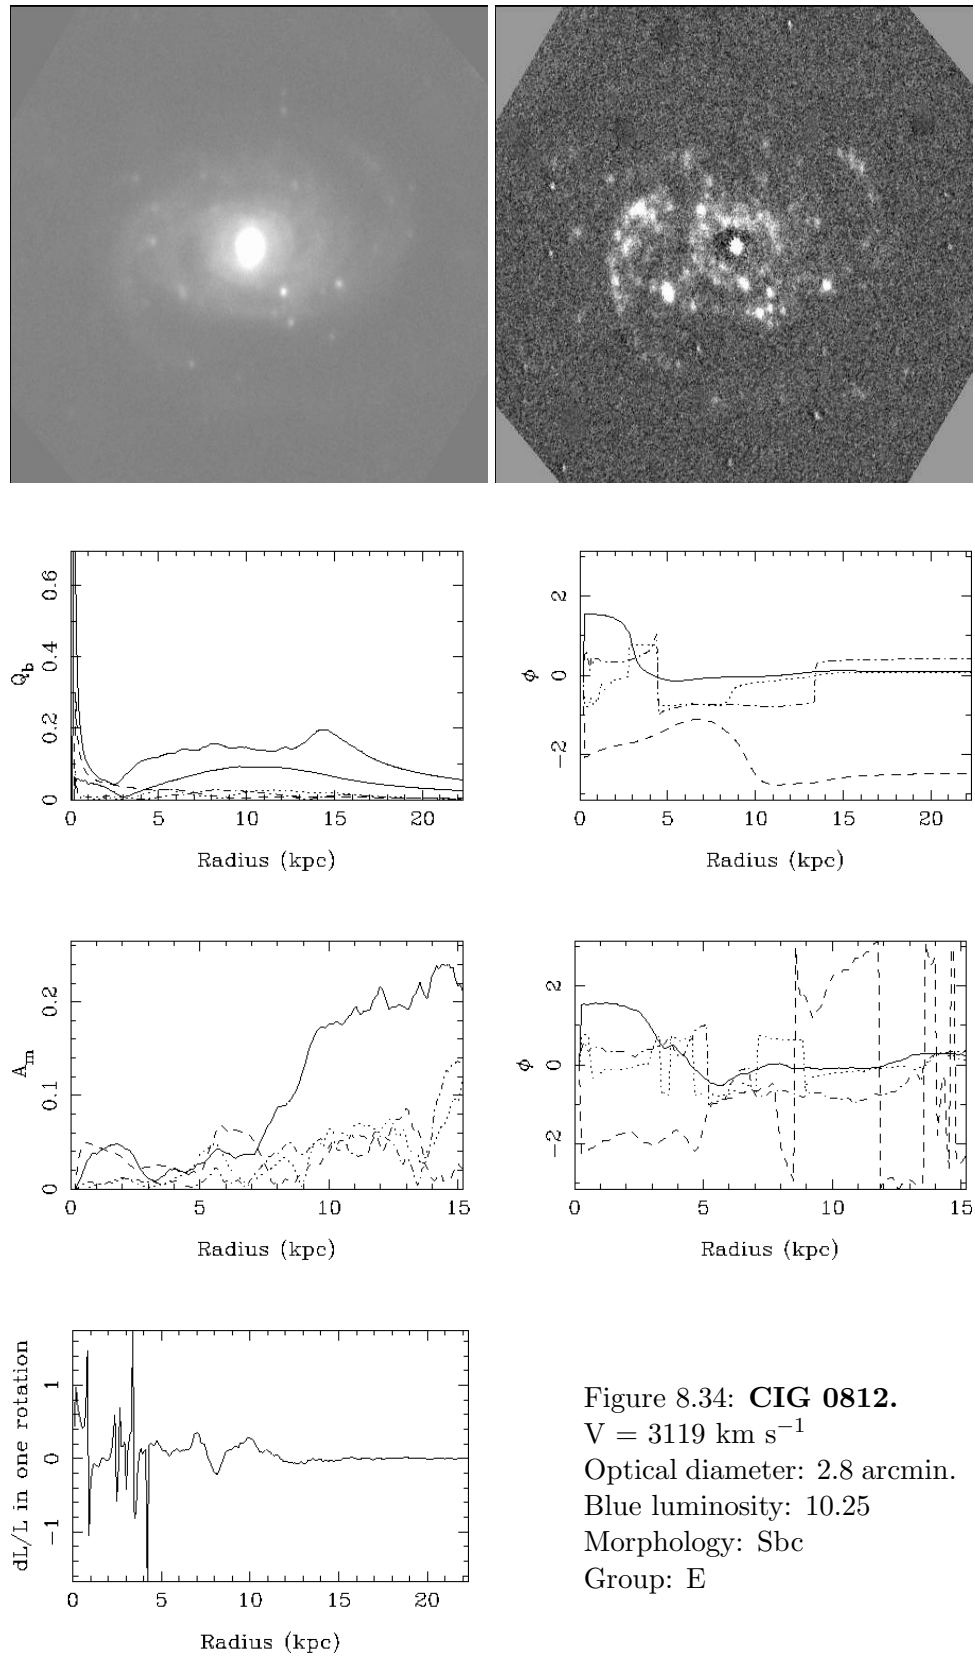 0.6
0.4
0.2
0
Q_b
0 5 10 15 20
Radius (kpc)
2
0
−2
ϕ
0 5 10 15 20
Radius (kpc)
0.2
0.1
0
A_m
0 5 10 15
Radius (kpc)
2
0
−2
ϕ
0 5 10 15
Radius (kpc)
1
0
−1
dL/L in one rotation
0 5 10 15 20
Radius (kpc)
Figure 8.34: CIG 0812.
V = 3119 km s⁻¹
Optical diameter: 2.8 arcmin.
Blue luminosity: 10.25
Morphology: Sbc
Group: E